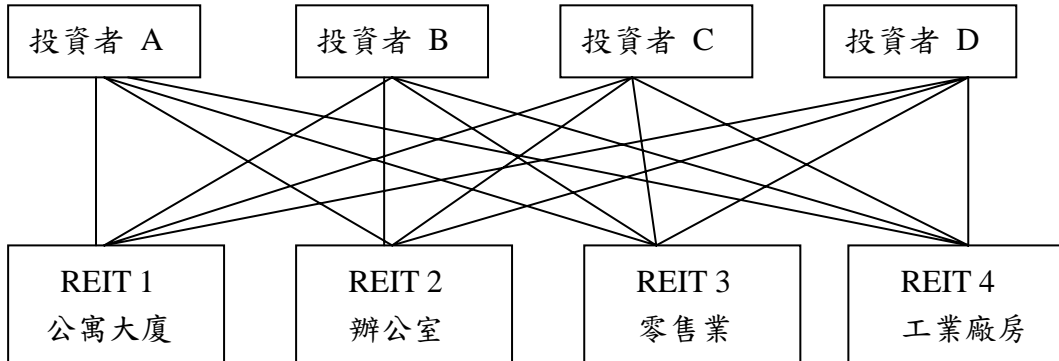 投資者 A
投資者 B
投資者 C
投資者 D
REIT 1
公寓大廈
REIT 2
辦公室
REIT 3
零售業
REIT 4
工業廠房